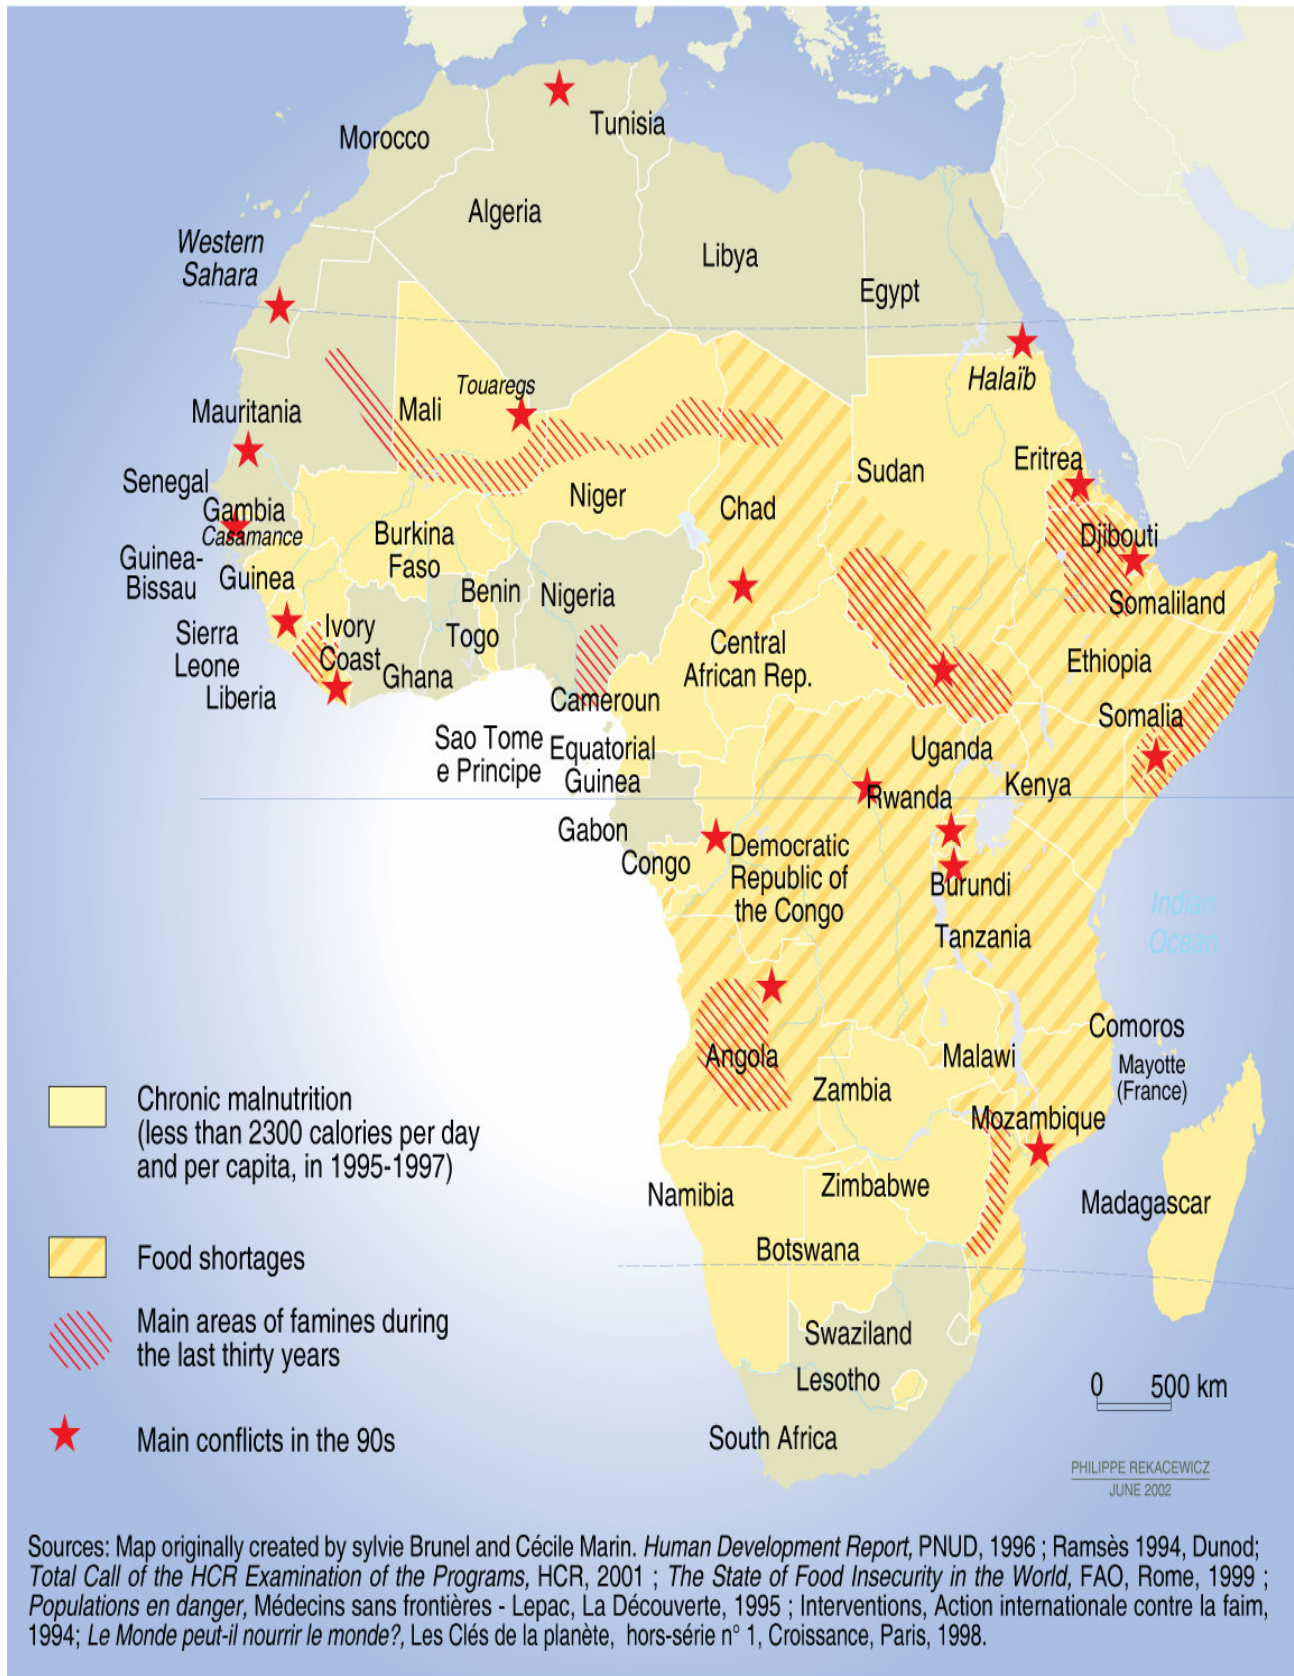 Tunisia
Morocco
Algeria
Western
Sahara
Libya
Egypt
Halaïb
Touaregs
Mauritania
Mali
Senegal
Gambia
Casamance
Niger
Chad
Sudan
Eritrea
Djibouti
Guinea-
Bissau
Guinea
Burkina
Faso
Benin
Nigeria
Somaliland
Sierra
Leone
Liberia
Ivory
Coast
Togo
Ghana
Central
African Rep.
Ethiopia
Cameroun
Somalia
Sao Tome
e Principe
Equatorial
Guinea
Uganda
Kenya
Rwanda
Gabon
Congo
Democratic
Republic of
the Congo
Burundi
Tanzania
Indian
Ocean
Comoros
Mayotte
(France)
Angola
Malawi
Zambia
Mozambique
Namibia
Zimbabwe
Madagascar
Botswana
Swaziland
Lesotho
South Africa
Chronic malnutrition
(less than 2300 calories per day
and per capita, in 1995-1997)
Food shortages
Main areas of famines during
the last thirty years
Main conflicts in the 90s
0 500 km
PHILIPPE REKACEWICZ
JUNE 2002
Sources: Map originally created by sylvie Brunel and Cécile Marin. Human Development Report, PNUD, 1996 ; Ramsès 1994, Dunod;
Total Call of the HCR Examination of the Programs, HCR, 2001 ; The State of Food Insecurity in the World, FAO, Rome, 1999 ;
Populations en danger, Médecins sans frontières - Lepac, La Découverte, 1995 ; Interventions, Action internationale contre la faim,
1994; Le Monde peut-il nourrir le monde?, Les Clés de la planète, hors-série n° 1, Croissance, Paris, 1998.